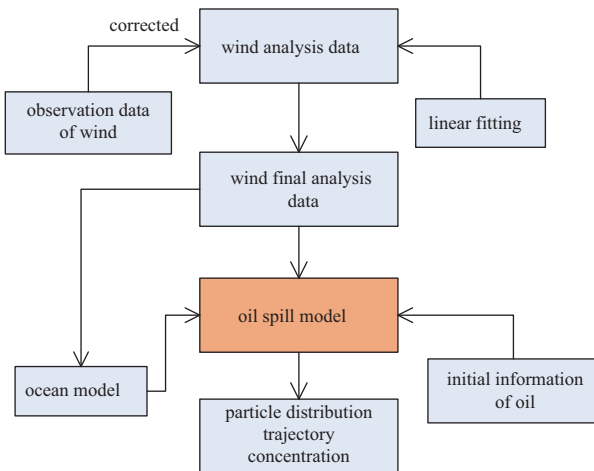 corrected
wind analysis data
observation data
of wind
linear fitting
wind final analysis
data
oil spill model
ocean model
initial information
of oil
particle distribution
trajectory
concentration